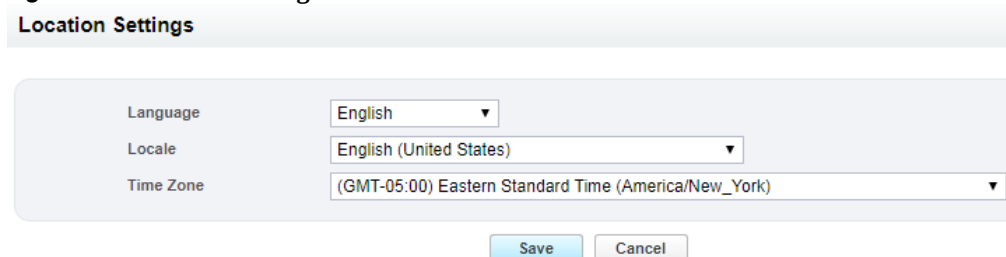 Location Settings
Language English
Locale English (United States)
Time Zone (GMT-05:00) Eastern Standard Time (America/New_York)
Save Cancel